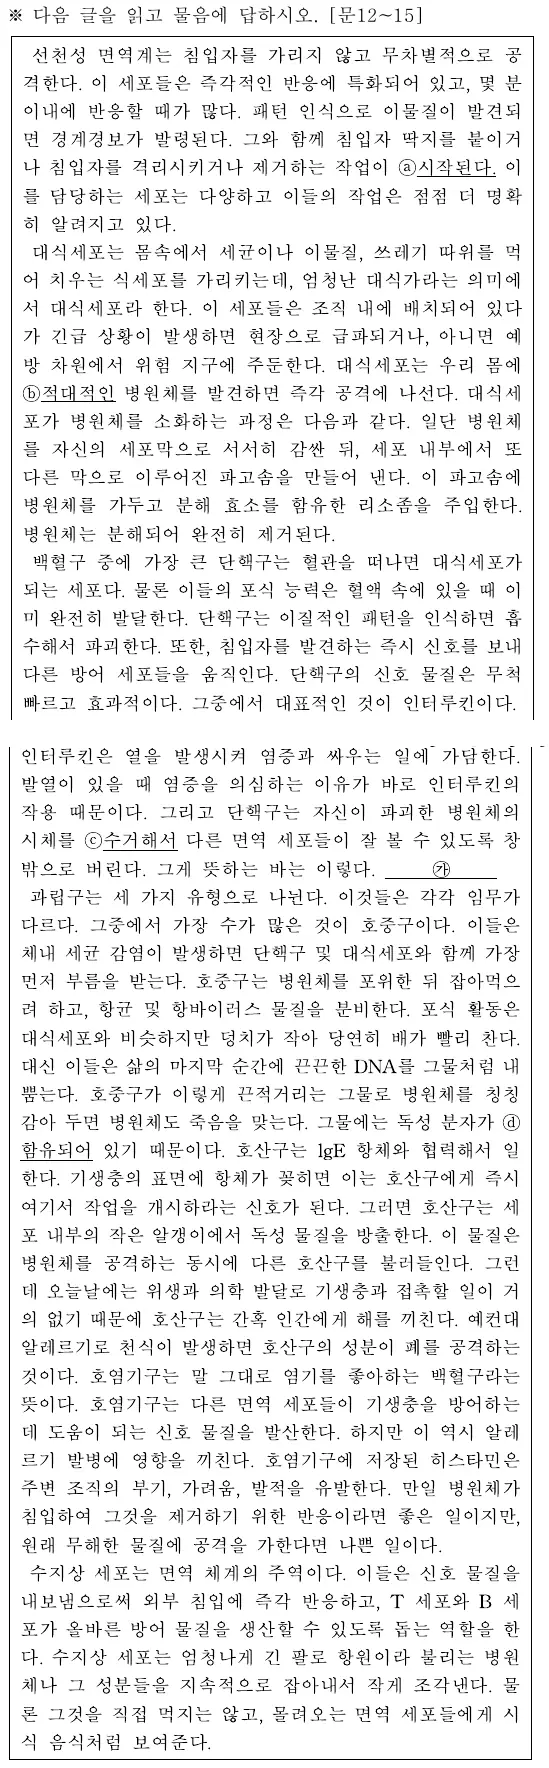 ※ 다음 글을 읽고 물음에 답하시오. [문12~15]
선천성 면역계는 침입자를 가리지 않고 무차별적으로 공
격한다. 이 세포들은 즉각적인 반응에 특화되어 있고, 몇 분
이내에 반응할 때가 많다. 패턴 인식으로 이물질이 발견되
면 경계경보가 발령된다. 그와 함께 침입자 딱지를 붙이거
나 침입자를 격리시키거나 제거하는 작업이 ⓐ시작된다. 이
를 담당하는 세포는 다양하고 이들의 작업은 점점 더 명확
히 알려지고 있다.
대식세포는 몸속에서 세균이나 이물질, 쓰레기 따위를 먹
어 치우는 식세포를 가리키는데, 엄청난 대식가라는 의미에
서 대식세포라 한다. 이 세포들은 조직 내에 배치되어 있다
가 긴급 상황이 발생하면 현장으로 급파되거나, 아니면 예
방 차원에서 위험 지구에 주둔한다. 대식세포는 우리 몸에
ⓑ적대적인 병원체를 발견하면 즉각 공격에 나선다. 대식세
포가 병원체를 소화하는 과정은 다음과 같다. 일단 병원체
를 자신의 세포막으로 서서히 감싼 뒤, 세포 내부에서 또
다른 막으로 이루어진 파고솜을 만들어 낸다. 이 파고솜에
병원체를 가두고 분해 효소를 함유한 리소좀을 주입한다.
병원체는 분해되어 완전히 제거된다.
백혈구 중에 가장 큰 단핵구는 혈관을 떠나면 대식세포가
되는 세포다. 물론 이들의 포식 능력은 혈액 속에 있을 때 이
미 완전히 발달한다. 단핵구는 이질적인 패턴을 인식하면 흡
수해서 파괴한다. 또한, 침입자를 발견하는 즉시 신호를 보내
다른 방어 세포들을 움직인다. 단핵구의 신호 물질은 무척
빠르고 효과적이다. 그중에서 대표적인 것이 인터루킨이다.
인터루킨은 열을 발생시켜 염증과 싸우는 일에 가담한다.
발열이 있을 때 염증을 의심하는 이유가 바로 인터루킨의
작용 때문이다. 그리고 단핵구는 자신이 파괴한 병원체의
시체를 ⓒ수거해서 다른 면역 세포들이 잘 볼 수 있도록 창
밖으로 버린다. 그게 뜻하는 바는 이렇다. ㉮
과립구는 세 가지 유형으로 나뉜다. 이것들은 각각 임무가
다르다. 그중에서 가장 수가 많은 것이 호중구이다. 이들은
체내 세균 감염이 발생하면 단핵구 및 대식세포와 함께 가장
먼저 부름을 받는다. 호중구는 병원체를 포위한 뒤 잡아먹으
려 하고, 항균 및 항바이러스 물질을 분비한다. 포식 활동은
대식세포와 비슷하지만 덩치가 작아 당연히 배가 빨리 찬다.
대신 이들은 삶의 마지막 순간에 끈끈한 DNA를 그물처럼 내
뿜는다. 호중구가 이렇게 끈적거리는 그물로 병원체를 칭칭
감아 두면 병원체도 죽음을 맞는다. 그물에는 독성 분자가 ⓓ
함유되어 있기 때문이다. 호산구는 lgE 항체와 협력해서 일
한다. 기생충의 표면에 항체가 꽂히면 이는 호산구에게 즉시
여기서 작업을 개시하라는 신호가 된다. 그러면 호산구는 세
포 내부의 작은 알갱이에서 독성 물질을 방출한다. 이 물질은
병원체를 공격하는 동시에 다른 호산구를 불러들인다. 그런
데 오늘날에는 위생과 의학 발달로 기생충과 접촉할 일이 거
의 없기 때문에 호산구는 간혹 인간에게 해를 끼친다. 예컨대
알레르기로 천식이 발생하면 호산구의 성분이 폐를 공격하는
것이다. 호염기구는 말 그대로 염기를 좋아하는 백혈구라는
뜻이다. 호염기구는 다른 면역 세포들이 기생충을 방어하는
데 도움이 되는 신호 물질을 발산한다. 하지만 이 역시 알레
르기 발병에 영향을 끼친다. 호염기구에 저장된 히스타민은
주변 조직의 부기, 가려움, 발적을 유발한다. 만일 병원체가
침입하여 그것을 제거하기 위한 반응이라면 좋은 일이지만,
원래 무해한 물질에 공격을 가한다면 나쁜 일이다.
수지상 세포는 면역 체계의 주역이다. 이들은 신호 물질을
내보냄으로써 외부 침입에 즉각 반응하고, T 세포와 B 세
포가 올바른 방어 물질을 생산할 수 있도록 돕는 역할을 한
다. 수지상 세포는 엄청나게 긴 팔로 항원이라 불리는 병원
체나 그 성분들을 지속적으로 잡아내서 작게 조각낸다. 물
론 그것을 직접 먹지는 않고, 몰려오는 면역 세포들에게 시
식 음식처럼 보여준다.